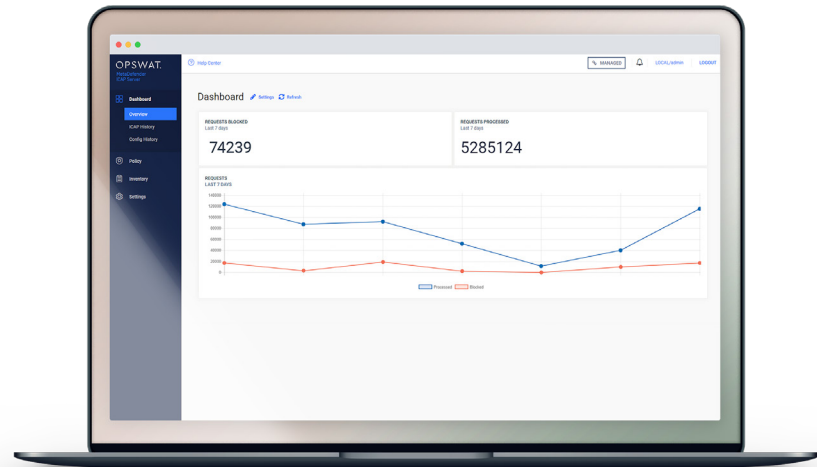 OPSWAT.
MetaDefender
ICAP Server
Help Center
MANAGED
LOCAL/admin
LOGOUT
Dashboard
Overview
ICAP History
Config History
Policy
Inventory
Settings
Dashboard Settings Refresh
REQUESTS BLOCKED
Last 7 days
74239
REQUESTS PROCESSED
Last 7 days
5285124
REQUESTS
LAST 7 DAYS
140000
120000
100000
80000
60000
40000
20000
0
Processed Blocked